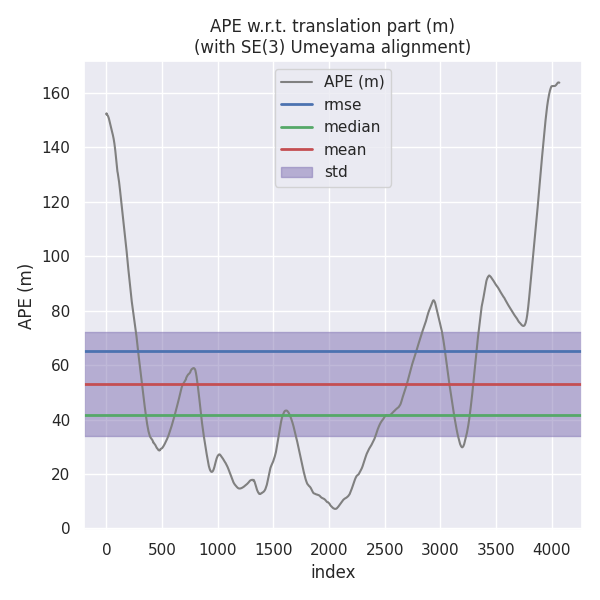 APE w.r.t. translation part (m)
(with SE(3) Umeyama alignment)
APE (m)
rmse
median
mean
std
APE (m)
160
140
120
100
80
60
40
20
0
0 500 1000 1500 2000 2500 3000 3500 4000
index